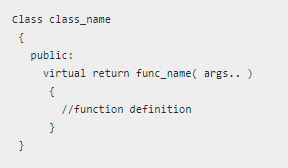 Class class_name
{
public:
virtual return func_name( args.. )
{
//function definition
}
}